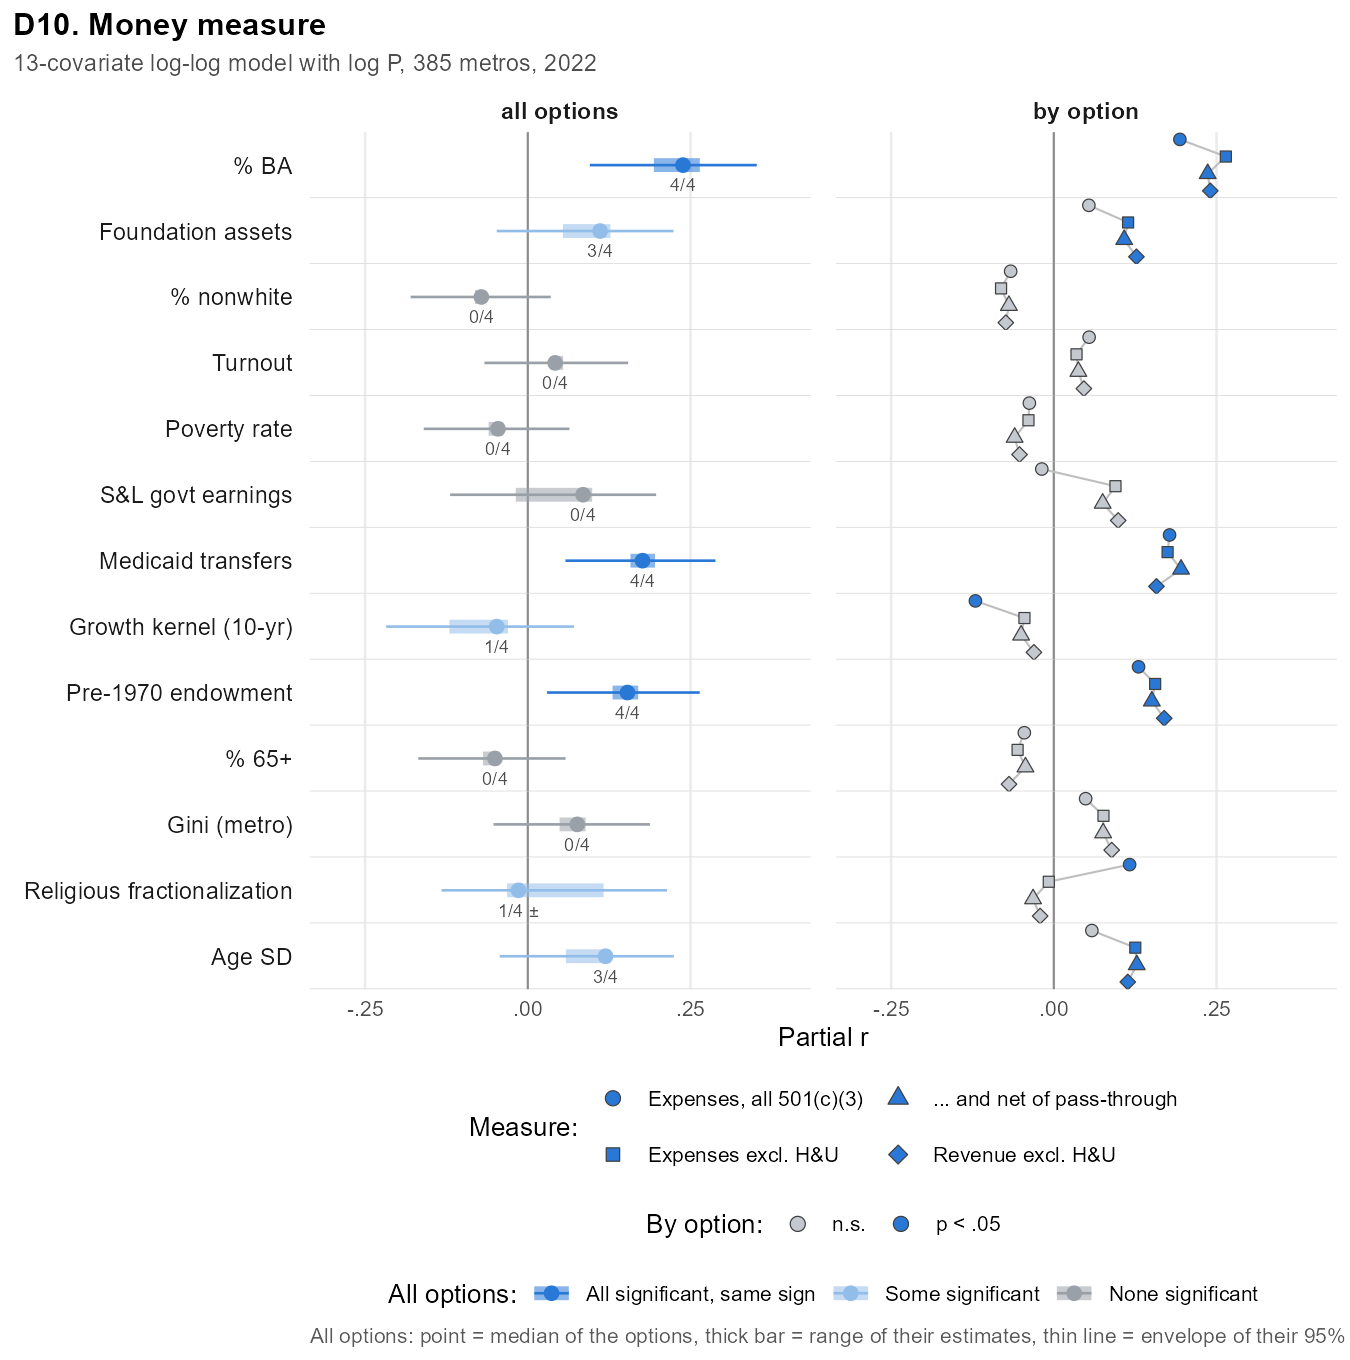 D10. Money measure
13-covariate log-log model with log P, 385 metros, 2022
all options
by option
% BA
4/4
Foundation assets
3/4
% nonwhite
0/4
Turnout
0/4
Poverty rate
0/4
S&L govt earnings
0/4
Medicaid transfers
4/4
Growth kernel (10-yr)
1/4
Pre-1970 endowment
4/4
% 65+
0/4
Gini (metro)
0/4
Religious fractionalization
1/4 ±
Age SD
3/4
-.25 .00 .25 -.25 .00 .25
Partial r
Measure:
Expenses, all 501(c)(3) ... and net of pass-through
Expenses excl. H&U Revenue excl. H&U
By option: n.s. p < .05
All options: All significant, same sign Some significant None significant
All options: point = median of the options, thick bar = range of their estimates, thin line = envelope of their 95%